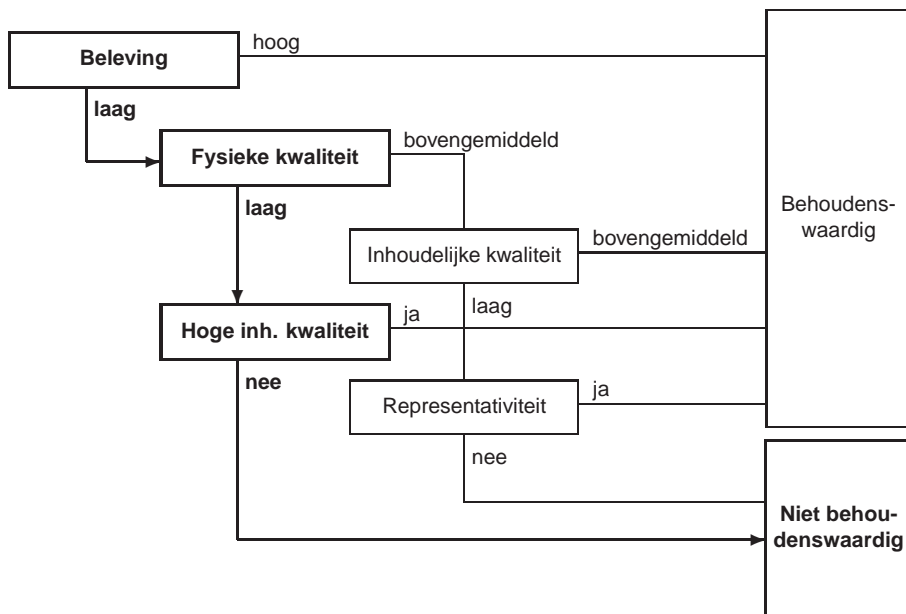 hoog
Beleving
laag
bovengemiddeld
Fysieke kwaliteit
laag
Behoudens-
waardig
bovengemiddeld
Inhoudelijke kwaliteit
laag
ja
Hoge inh. kwaliteit
nee
ja
Representativiteit
nee
Niet behou-
denswaardig